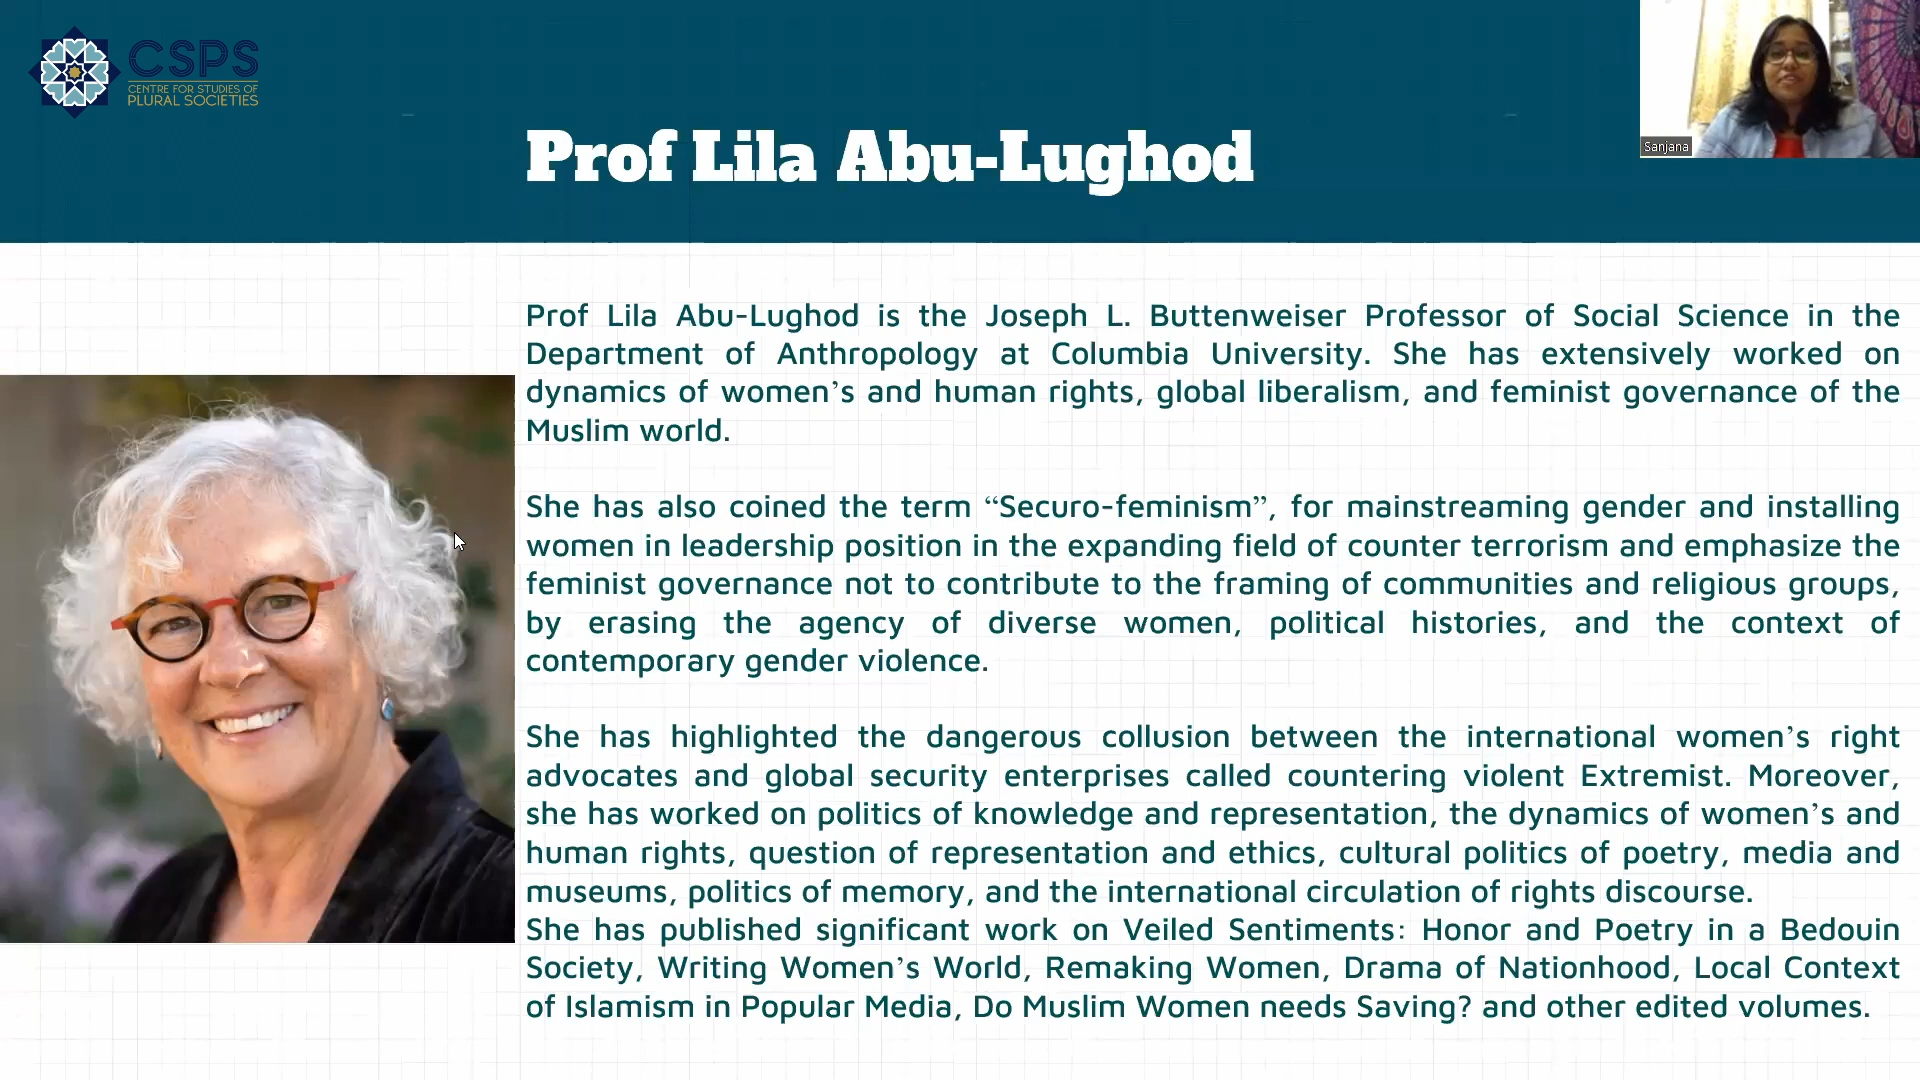 CSPS
CENTRE FOR STUDIES OF
PLURAL SOCIETIES
Prof Lila Abu-Lughod
Sanjana
Prof Lila Abu-Lughod is the Joseph L. Buttenweiser Professor of Social Science in the
Department of Anthropology at Columbia University. She has extensively worked on
dynamics of women’s and human rights, global liberalism, and feminist governance of the
Muslim world.
She has also coined the term “Securo-feminism”, for mainstreaming gender and installing
women in leadership position in the expanding field of counter terrorism and emphasize the
feminist governance not to contribute to the framing of communities and religious groups,
by erasing the agency of diverse women, political histories, and the context of
contemporary gender violence.
She has highlighted the dangerous collusion between the international women’s right
advocates and global security enterprises called countering violent Extremist. Moreover,
she has worked on politics of knowledge and representation, the dynamics of women’s and
human rights, question of representation and ethics, cultural politics of poetry, media and
museums, politics of memory, and the international circulation of rights discourse.
She has published significant work on Veiled Sentiments: Honor and Poetry in a Bedouin
Society, Writing Women’s World, Remaking Women, Drama of Nationhood, Local Context
of Islamism in Popular Media, Do Muslim Women needs Saving? and other edited volumes.